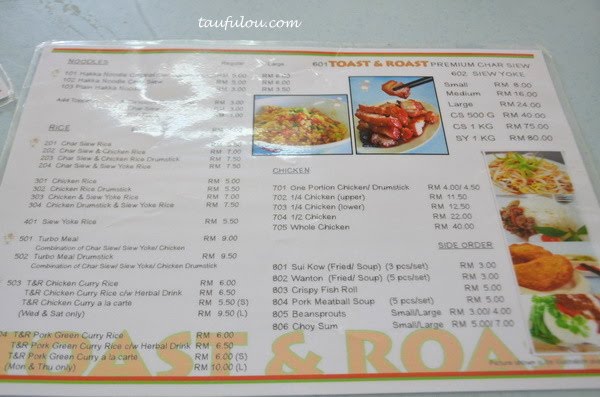 taufulou.com
NOODLES Regular Large
101 Hakka Noodle
102 Hakka Noodle
103 Plain Hakka Noodle
Add
RICE
201 Char Siew Rice
202 Char Siew & Chicken Rice RM 7.00
203 Char Siew & Chicken Rice Drumstick RM 7.50
204 Char Siew & Siew Yoke Rice RM 7.50
301 Chicken Rice RM 5.00
302 Chicken Rice Drumstick RM 5.50
303 Chicken & Siew Yoke Rice RM 7.00
304 Chicken Drumstick & Siew Yoke Rice RM 7.50
401 Siew Yoke Rice RM 5.50
501 Turbo Meal RM 9.00
Combination of Char Siew/ Siew Yoke/ Chicken
502 Turbo Meal Drumstick RM 9.50
Combination of Char Siew/ Siew Yoke/ Chicken Drumstick
503 T&R Chicken Curry Rice RM 6.00
T&R Chicken Curry Rice c/w Herbal Drink RM 6.50
T&R Chicken Curry a la carte RM 5.50 (S)
(Wed & Sat only) RM 9.50 (L)
T&R Pork Green Curry Rice RM 6.00
T&R Pork Green Curry Rice c/w Herbal Drink RM 6.50
T&R Pork Green Curry a la carte RM 6.00 (S)
(Mon & Thu only) RM 10.00 (L)
601 TOAST & ROAST PREMIUM CHAR SIEW
602 SIEW YOKE
Small RM 8.00
Medium RM 16.00
Large RM 24.00
CS 500 G RM 40.00
CS 1 KG RM 75.00
SY 1 KG RM 80.00
CHICKEN
701 One Portion Chicken/ Drumstick RM 4.00/ 4.50
702 1/4 Chicken (upper) RM 11.50
703 1/4 Chicken (lower) RM 12.50
704 1/2 Chicken RM 22.00
705 Whole Chicken RM 40.00
SIDE ORDER
801 Sui Kow (Fried/ Soup) (3 pcs/set) RM 3.00
802 Wanton (Fried/ Soup) (5 pcs/set) RM 3.00
803 Crispy Fish Roll RM 5.00
804 Pork Meatball Soup (5 pcs/set) RM 5.00
805 Beansprouts Small/Large RM 3.00/ 4.00
806 Choy Sum Small/Large RM 5.00/ 7.00
TOAST & ROA
Picture shown